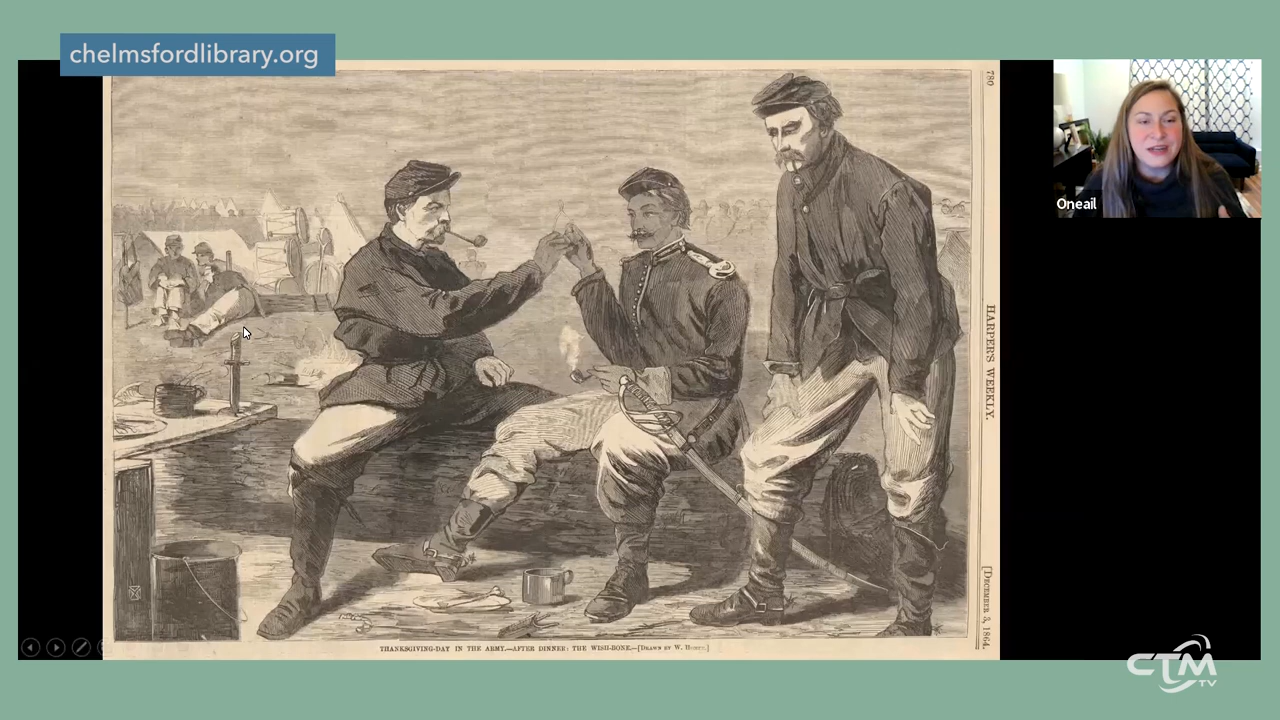 chelmsfordlibrary.org
Oneail
780
HARPER'S WEEKLY.
[DECEMBER 3, 1864.
THANKSGIVING-DAY IN THE ARMY.—AFTER DINNER: THE WISH-BONE.—[DRAWN BY W.
CTM
TV